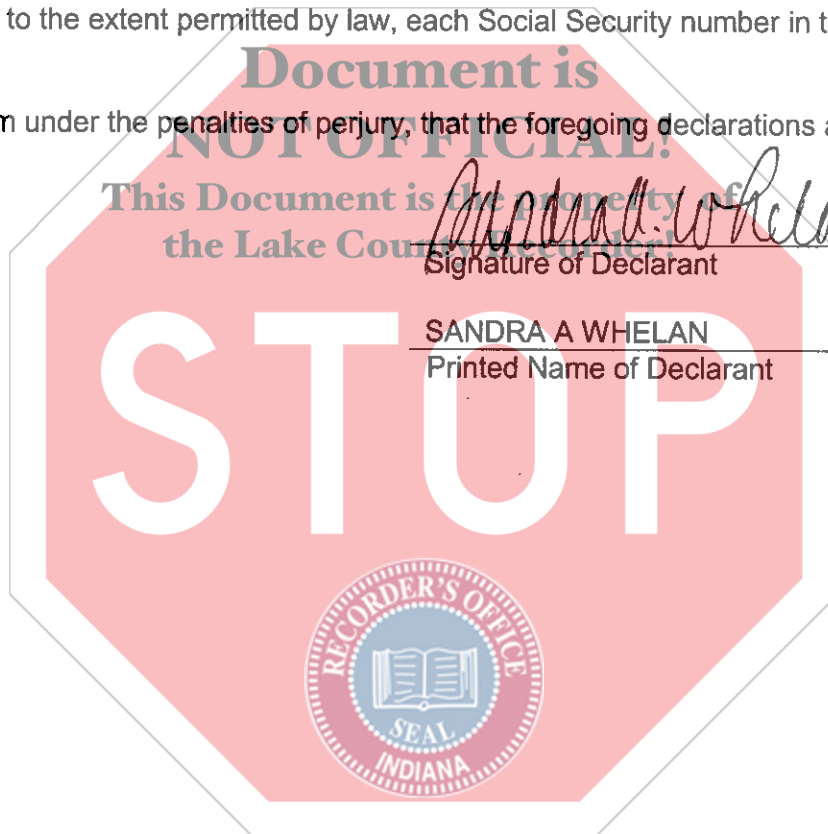 to the extent permitted by law, each Social Security number in t
Document is
m under the penalties of perjury, that the foregoing declarations a
NOT OFFICIAL!
This Document is the property of
the Lake County Recorder!
Sandra A. Whela
Signature of Declarant
SANDRA A WHELAN
Printed Name of Declarant
STOP
RECORDER'S OFFICE
SEAL
INDIANA